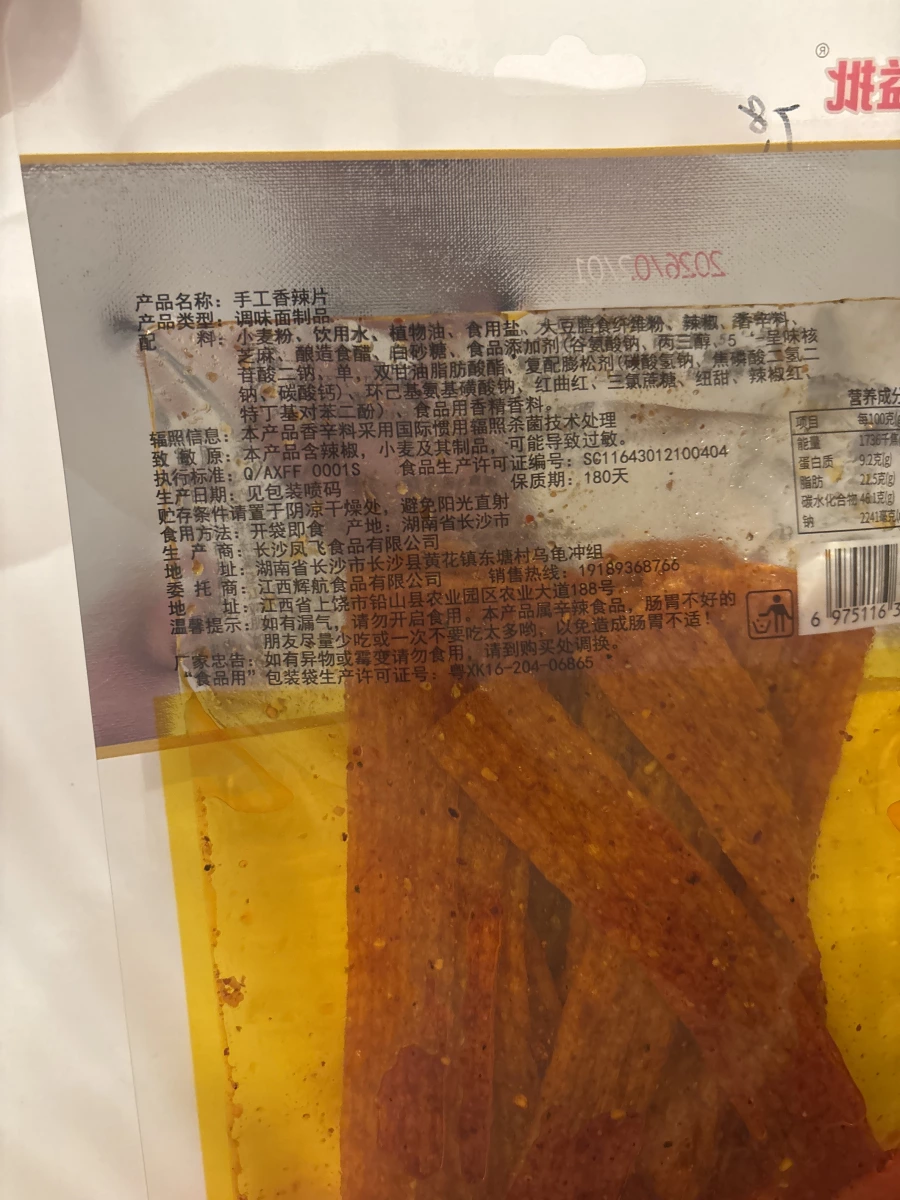 益批
®
2026/0 /01
产品名称：手工香辣片
产品类型：调味面制品
配 料：小麦粉、饮用水、植物油、食用盐、大豆脂食纤维粉、辣椒、香辛料、
芝麻、酿造食醋、白砂糖、食品添加剂（谷氨酸钠、丙三醇、5 呈味核
苷酸二钠、单，双甘油脂肪酸酯、复配膨松剂（碳酸氢钠、焦磷酸二氢二
钠、碳酸钙）、环己基氨基磺酸钠、红曲红、三氯蔗糖、纽甜、辣椒红、
特丁基对苯二酚）、食品用香精香料。
辐照信息：本产品香辛料采用国际惯用辐照杀菌技术处理
致 敏 原：本产品含辣椒，小麦及其制品，可能导致过敏。
执行标准：Q/AXFF 0001S 食品生产许可证编号：SC11643012100404
生产日期：见包装喷码 保质期：180天
贮存条件请置于阴凉干燥处，避免阳光直射
食用方法：开袋即食 产地：湖南省长沙市
生 产 商：长沙凤飞食品有限公司
地 址：湖南省长沙市长沙县黄花镇东塘村乌龟冲组
委 托 商：江西辉航食品有限公司 销售热线：19189368766
地 址：江西省上饶市铅山县农业园区农业大道188号
温馨提示：如有漏气，请勿开启食用。本产品属辛辣食品，肠胃不好的
朋友尽量少吃或一次不要吃太多哟，以免造成肠胃不适！
厂家忠告：如有异物或霉变请勿食用，请到购买处调换。
“食品用”包装袋生产许可证号：粤XK16-204-06865
营养成分
项目 每100克(g
能量 1738千焦
蛋白质 9.2克(g)
脂肪 21.5克(g)
碳水化合物 46.1克(g)
钠 2241毫克(
6 975116 3